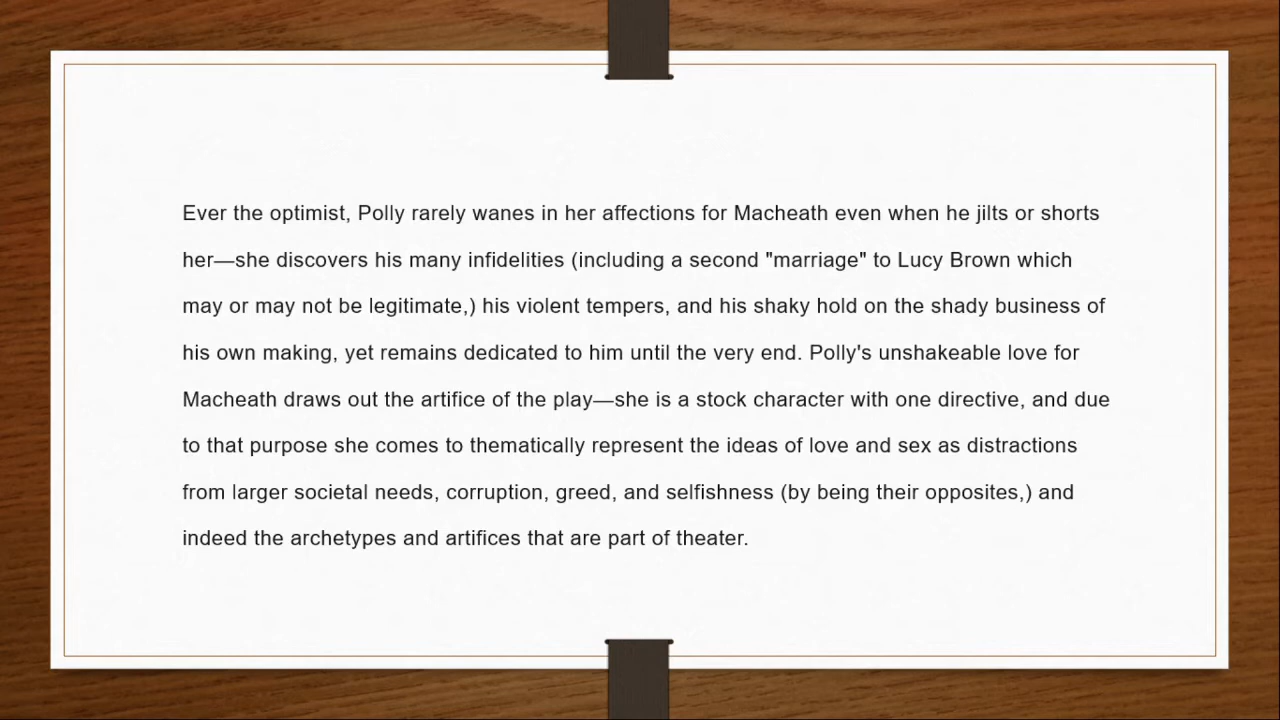 Ever the optimist, Polly rarely wanes in her affections for Macheath even when he jilts or shorts
her—she discovers his many infidelities (including a second "marriage" to Lucy Brown which
may or may not be legitimate,) his violent tempers, and his shaky hold on the shady business of
his own making, yet remains dedicated to him until the very end. Polly's unshakeable love for
Macheath draws out the artifice of the play—she is a stock character with one directive, and due
to that purpose she comes to thematically represent the ideas of love and sex as distractions
from larger societal needs, corruption, greed, and selfishness (by being their opposites,) and
indeed the archetypes and artifices that are part of theater.